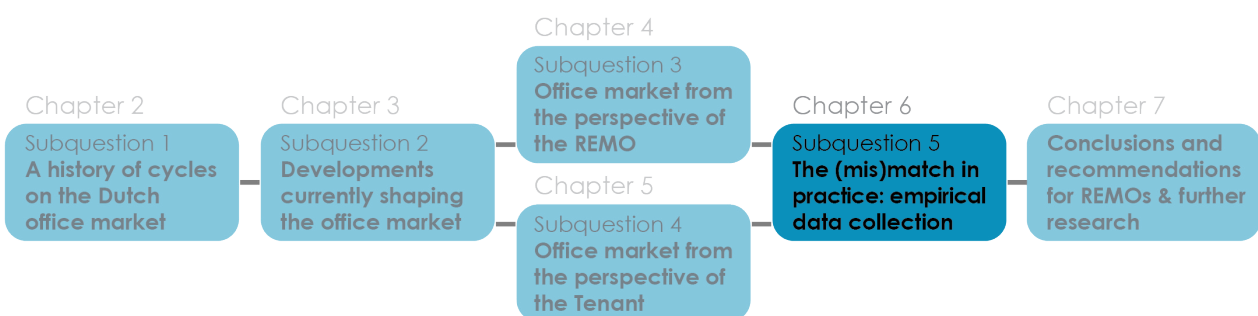 Chapter 2
Subquestion 1
A history of cycles
on the Dutch
office market
Chapter 3
Subquestion 2
Developments
currently shaping
the office market
Chapter 4
Subquestion 3
Office market from
the perspective of
the REMO
Chapter 5
Subquestion 4
Office market from
the perspective of
the Tenant
Chapter 6
Subquestion 5
The (mis)match in
practice: empirical
data collection
Chapter 7
Conclusions and
recommendations
for REMOs & further
research